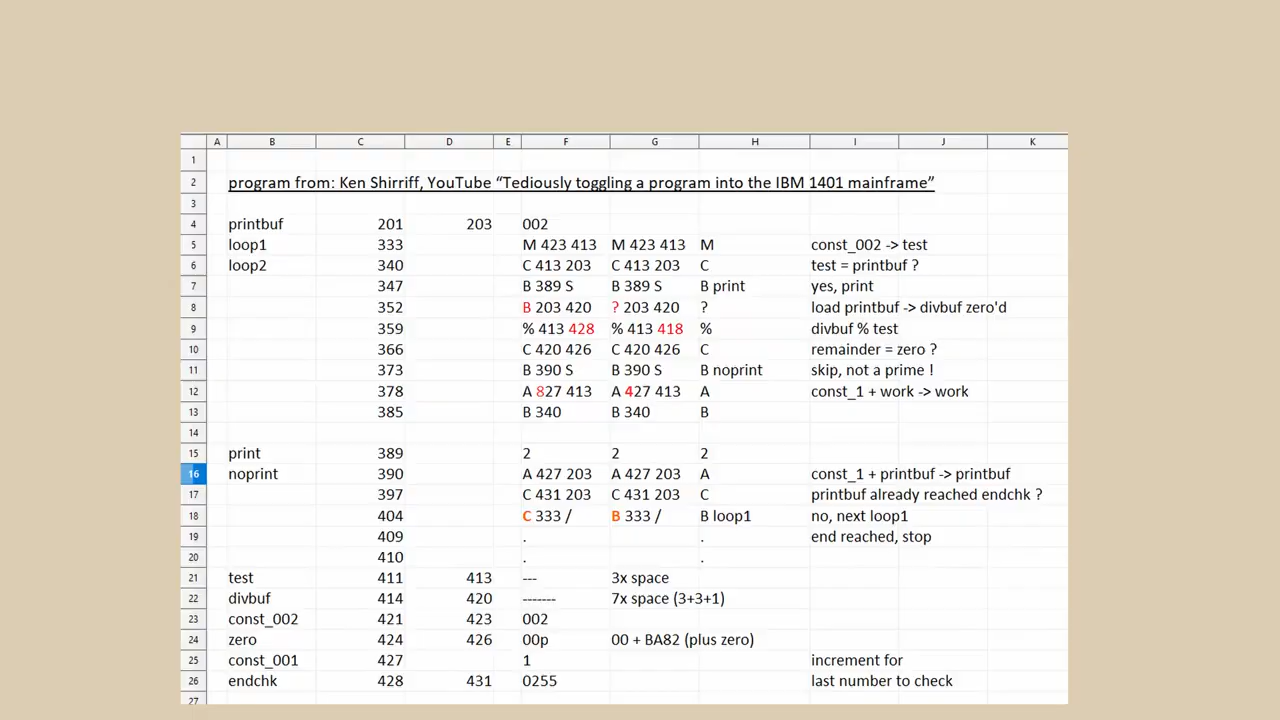 A B C D E F G H I J K
1
2 program from: Ken Shirriff, YouTube “Tediously toggling a program into the IBM 1401 mainframe”
3
4 printbuf 201 203 002
5 loop1 333 M 423 413 M 423 413 M const_002 -> test
6 loop2 340 C 413 203 C 413 203 C test = printbuf ?
7 347 B 389 S B 389 S B print yes, print
8 352 B 203 420 ? 203 420 ? load printbuf -> divbuf zero'd
9 359 % 413 428 % 413 418 % divbuf % test
10 366 C 420 426 C 420 426 C remainder = zero ?
11 373 B 390 S B 390 S B noprint skip, not a prime !
12 378 A 827 413 A 427 413 A const_1 + work -> work
13 385 B 340 B 340 B
14
15 print 389 2 2 2
16 noprint 390 A 427 203 A 427 203 A const_1 + printbuf -> printbuf
17 397 C 431 203 C 431 203 C printbuf already reached endchk ?
18 404 C 333 / B 333 / B loop1 no, next loop1
19 409 . . end reached, stop
20 410 . .
21 test 411 413 --- 3x space
22 divbuf 414 420 ------- 7x space (3+3+1)
23 const_002 421 423 002
24 zero 424 426 00p 00 + BA82 (plus zero)
25 const_001 427 1 increment for
26 endchk 428 431 0255 last number to check
27